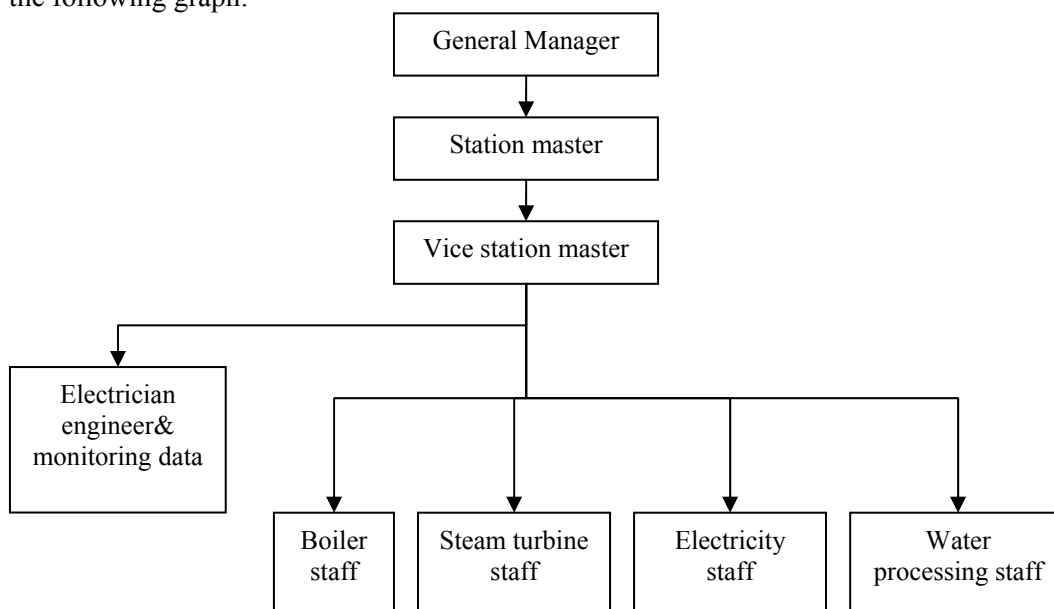 the following graph:
General Manager
Station master
Vice station master
Electrician
engineer&
monitoring data
Boiler
staff
Steam turbine
staff
Electricity
staff
Water
processing staff